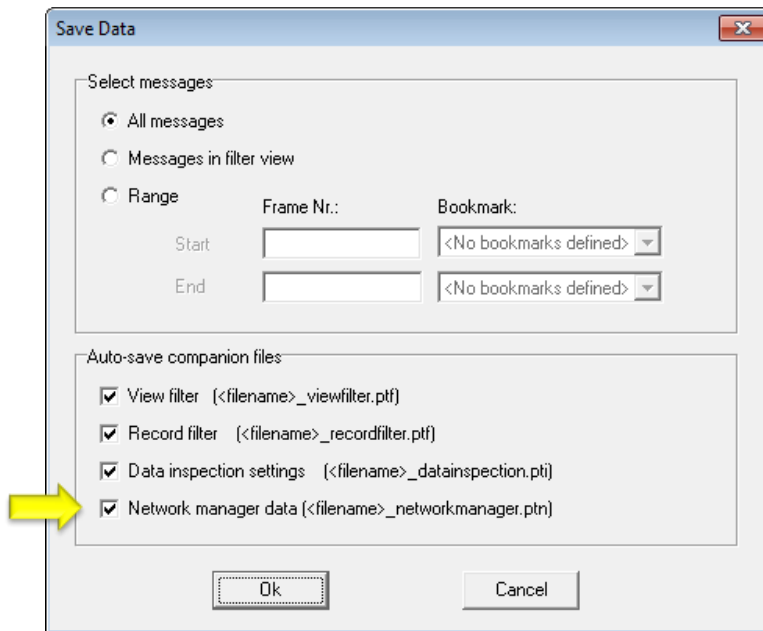 Save Data
Select messages
All messages
Messages in filter view
Range
Frame Nr.:
Bookmark:
Start
<No bookmarks defined>
End
<No bookmarks defined>
Auto-save companion files
View filter (<filename>_viewfilter.ptf)
Record filter (<filename>_recordfilter.ptf)
Data inspection settings (<filename>_datainspection.pti)
Network manager data (<filename>_networkmanager.ptn)
Ok
Cancel